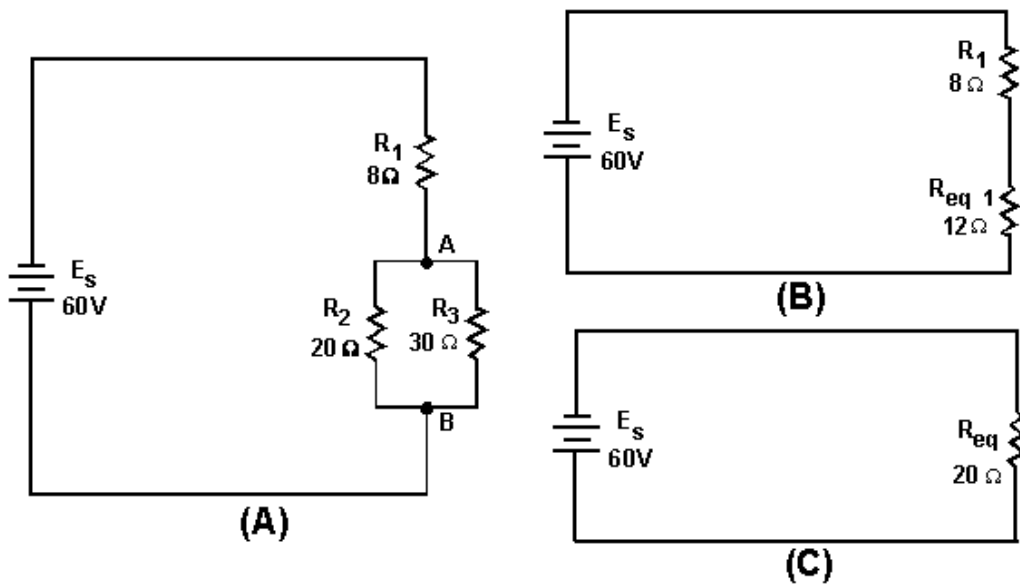 R1
8Ω
A
Es
60V
R2
20 Ω
R3
30 Ω
B
(A)
R1
8 Ω
Es
60V
Req 1
12 Ω
(B)
Es
60V
Req
20 Ω
(C)